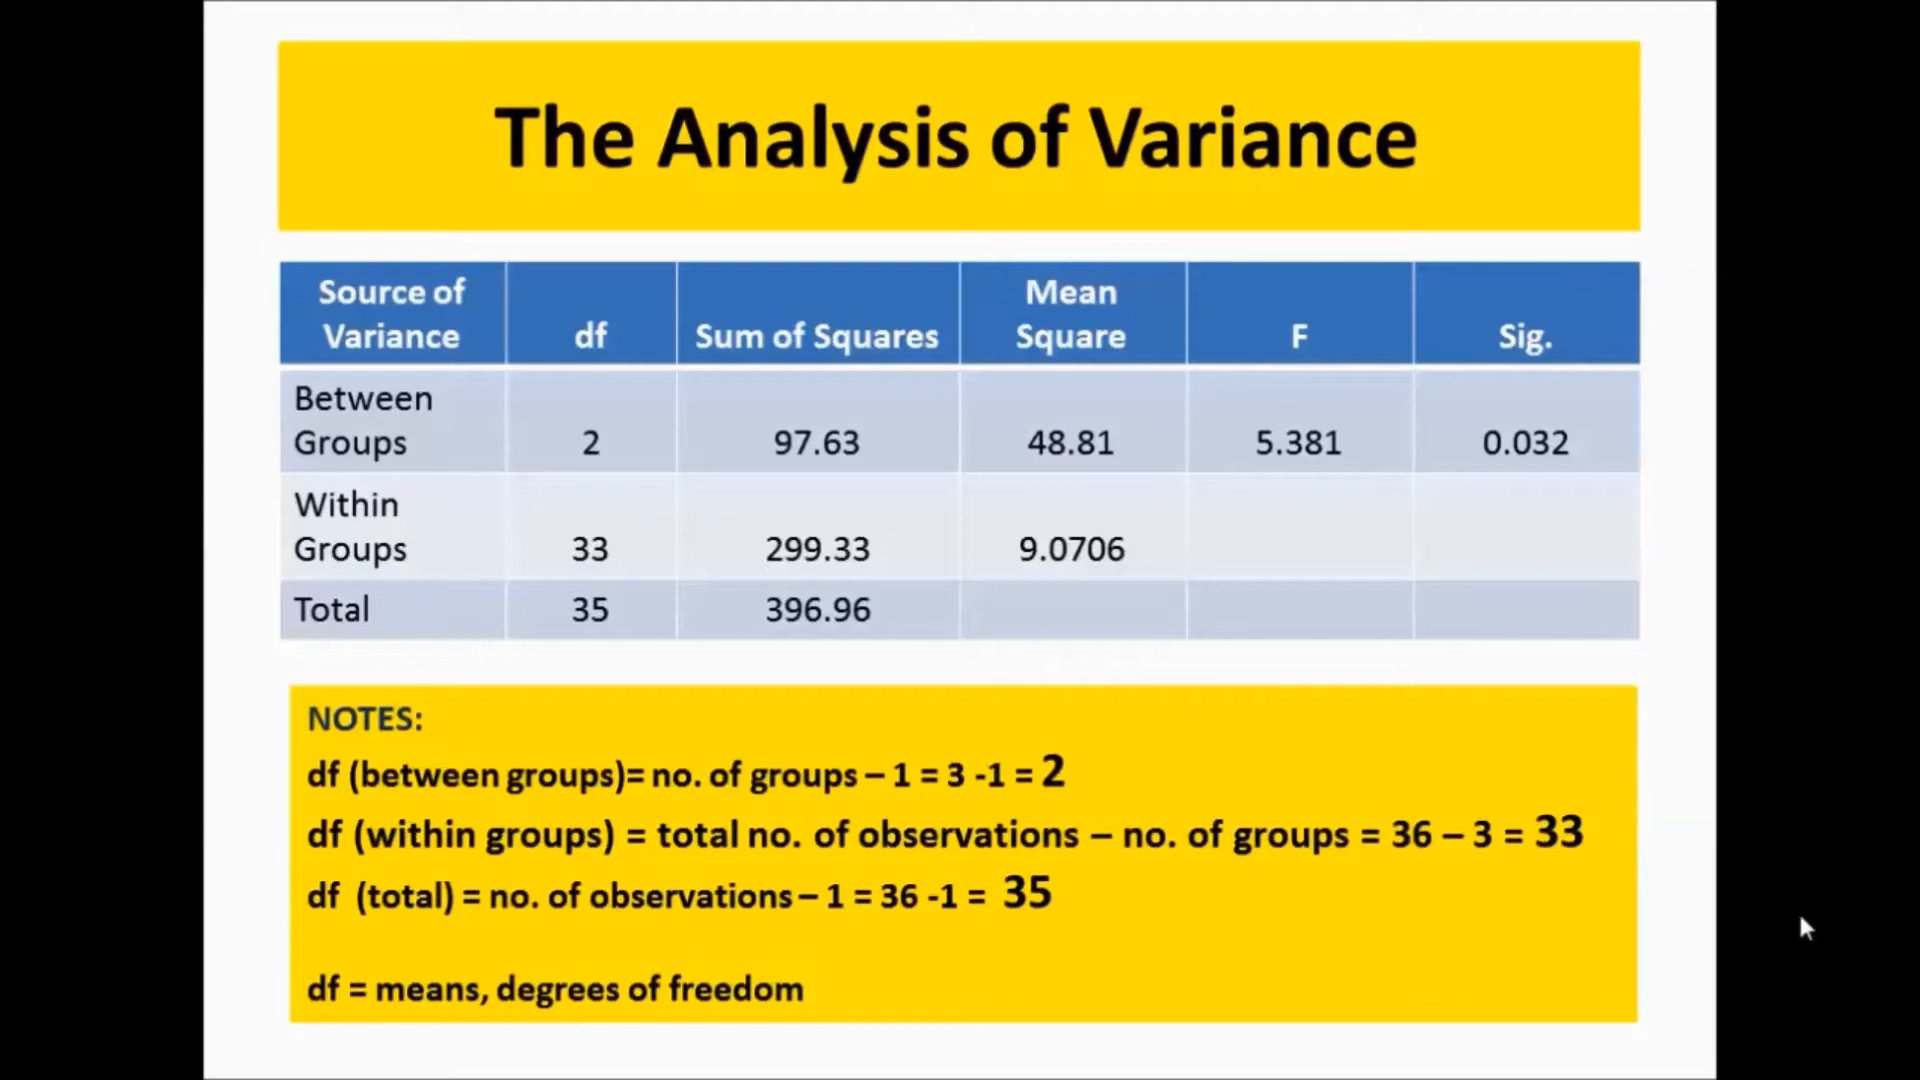 The Analysis of Variance
Source of Variance df Sum of Squares Mean Square F Sig.
Between Groups 2 97.63 48.81 5.381 0.032
Within Groups 33 299.33 9.0706
Total 35 396.96
NOTES:
df (between groups)= no. of groups – 1 = 3 -1 = 2
df (within groups) = total no. of observations – no. of groups = 36 – 3 = 33
df (total) = no. of observations – 1 = 36 -1 = 35
df = means, degrees of freedom